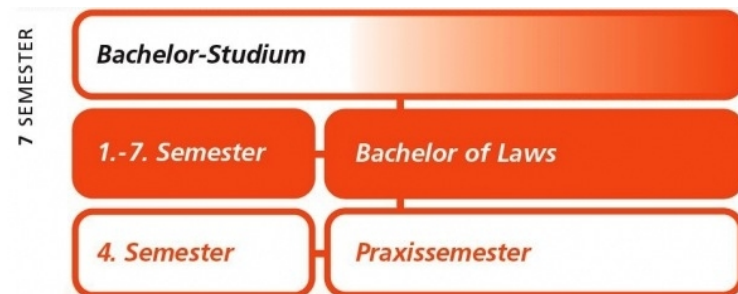 7 SEMESTER
Bachelor-Studium
1.-7. Semester
Bachelor of Laws
4. Semester
Praxissemester